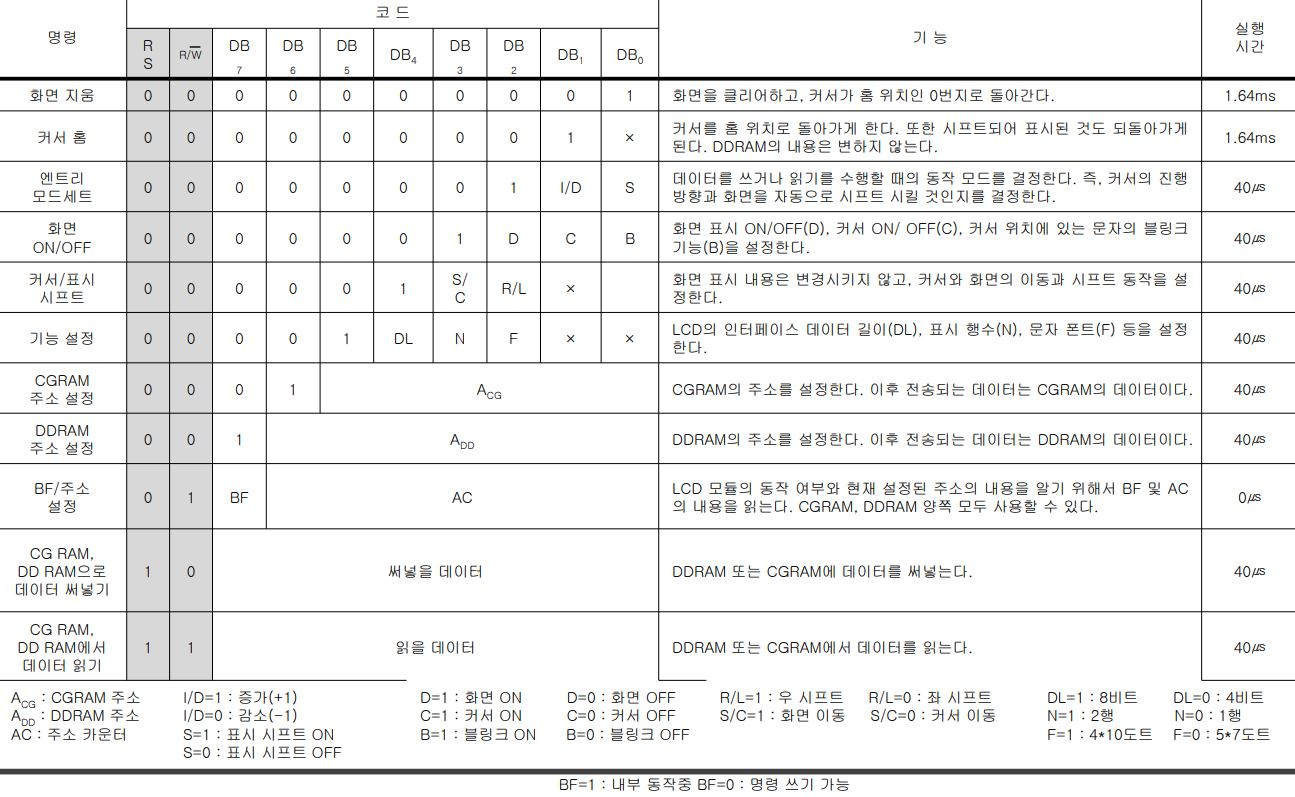 명령 코 드 기 능 실행 시간
R S R/W DB 7 DB 6 DB 5 DB4 DB 3 DB 2 DB1 DB0
화면 지움 0 0 0 0 0 0 0 0 0 1 화면을 클리어하고, 커서가 홈 위치인 0번지로 돌아간다. 1.64ms
커서 홈 0 0 0 0 0 0 0 0 1 × 커서를 홈 위치로 돌아가게 한다. 또한 시프트되어 표시된 것도 되돌아가게
된다. DDRAM의 내용은 변하지 않는다. 1.64ms
엔트리
모드세트 0 0 0 0 0 0 0 1 I/D S 데이터를 쓰거나 읽기를 수행할 때의 동작 모드를 결정한다. 즉, 커서의 진행
방향과 화면을 자동으로 시프트 시킬 것인지를 결정한다. 40㎲
화면
ON/OFF 0 0 0 0 0 0 1 D C B 화면 표시 ON/OFF(D), 커서 ON/ OFF(C), 커서 위치에 있는 문자의 블링크
기능(B)을 설정한다. 40㎲
커서/표시
시프트 0 0 0 0 0 1 S/C R/L × 화면 표시 내용은 변경시키지 않고, 커서와 화면의 이동과 시프트 동작을 설
정한다. 40㎲
기능 설정 0 0 0 0 1 DL N F × × LCD의 인터페이스 데이터 길이(DL), 표시 행수(N), 문자 폰트(F) 등을 설정
한다. 40㎲
CGRAM
주소 설정 0 0 0 1 ACG CGRAM의 주소를 설정한다. 이후 전송되는 데이터는 CGRAM의 데이터이다. 40㎲
DDRAM
주소 설정 0 0 1 ADD DDRAM의 주소를 설정한다. 이후 전송되는 데이터는 DDRAM의 데이터이다. 40㎲
BF/주소
설정 0 1 BF AC LCD 모듈의 동작 여부와 현재 설정된 주소의 내용을 알기 위해서 BF 및 AC
의 내용을 읽는다. CGRAM, DDRAM 양쪽 모두 사용할 수 있다. 0㎲
CG RAM,
DD RAM으로
데이터 써넣기 1 0 써넣을 데이터 DDRAM 또는 CGRAM에 데이터를 써넣는다. 40㎲
CG RAM,
DD RAM에서
데이터 읽기 1 1 읽을 데이터 DDRAM 또는 CGRAM에서 데이터를 읽는다. 40㎲
ACG : CGRAM 주소 I/D=1 : 증가(+1) D=1 : 화면 ON D=0 : 화면 OFF R/L=1 : 우 시프트 R/L=0 : 좌 시프트 DL=1 : 8비트 DL=0 : 4비트
ADD : DDRAM 주소 I/D=0 : 감소(-1) C=1 : 커서 ON C=0 : 커서 OFF S/C=1 : 화면 이동 S/C=0 : 커서 이동 N=1 : 2행 N=0 : 1행
AC : 주소 카운터 S=1 : 표시 시프트 ON B=1 : 블링크 ON B=0 : 블링크 OFF F=1 : 4*10도트 F=0 : 5*7도트
S=0 : 표시 시프트 OFF
BF=1 : 내부 동작중 BF=0 : 명령 쓰기 가능